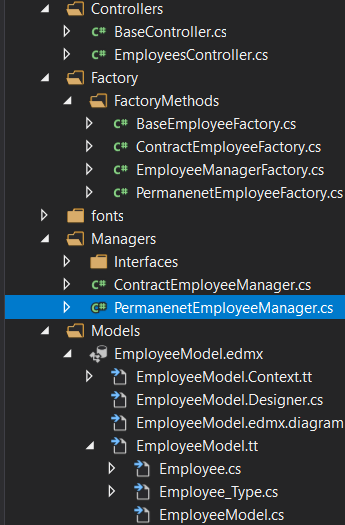 Controllers
C# BaseController.cs
C# EmployeesController.cs
Factory
FactoryMethods
C# BaseEmployeeFactory.cs
C# ContractEmployeeFactory.cs
C# EmployeeManagerFactory.cs
C# PermanenetEmployeeFactory.cs
fonts
Managers
Interfaces
C# ContractEmployeeManager.cs
C# PermanenetEmployeeManager.cs
Models
EmployeeModel.edmx
EmployeeModel.Context.tt
EmployeeModel.Designer.cs
EmployeeModel.edmx.diagram
EmployeeModel.tt
Employee.cs
Employee_Type.cs
EmployeeModel.cs